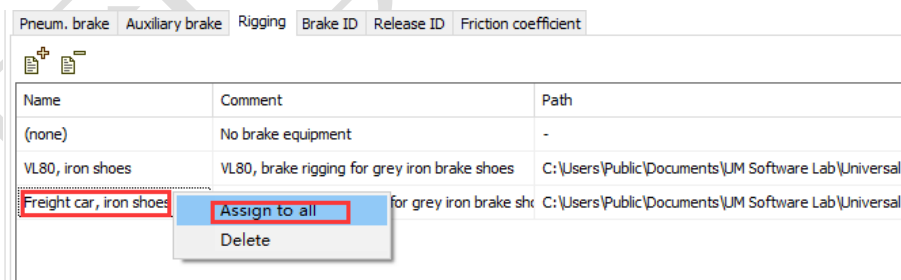 Pneum. brake Auxiliary brake Rigging Brake ID Release ID Friction coefficient
Name Comment Path
(none) No brake equipment -
VL80, iron shoes VL80, brake rigging for grey iron brake shoes C:\Users\Public\Documents\UM Software Lab\Universal
Freight car, iron shoes for grey iron brake sho C:\Users\Public\Documents\UM Software Lab\Universal
Assign to all
Delete